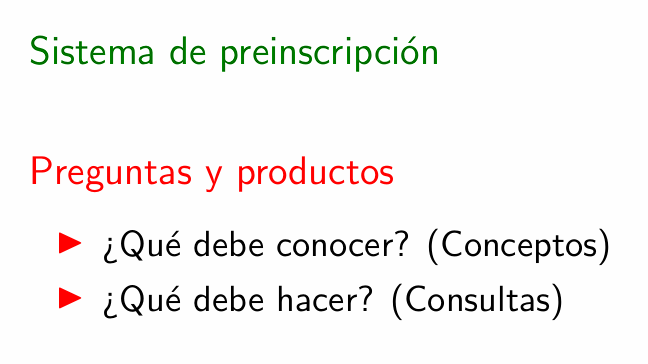 Sistema de preinscripción
Preguntas y productos
¿Qué debe conocer? (Conceptos)
¿Qué debe hacer? (Consultas)